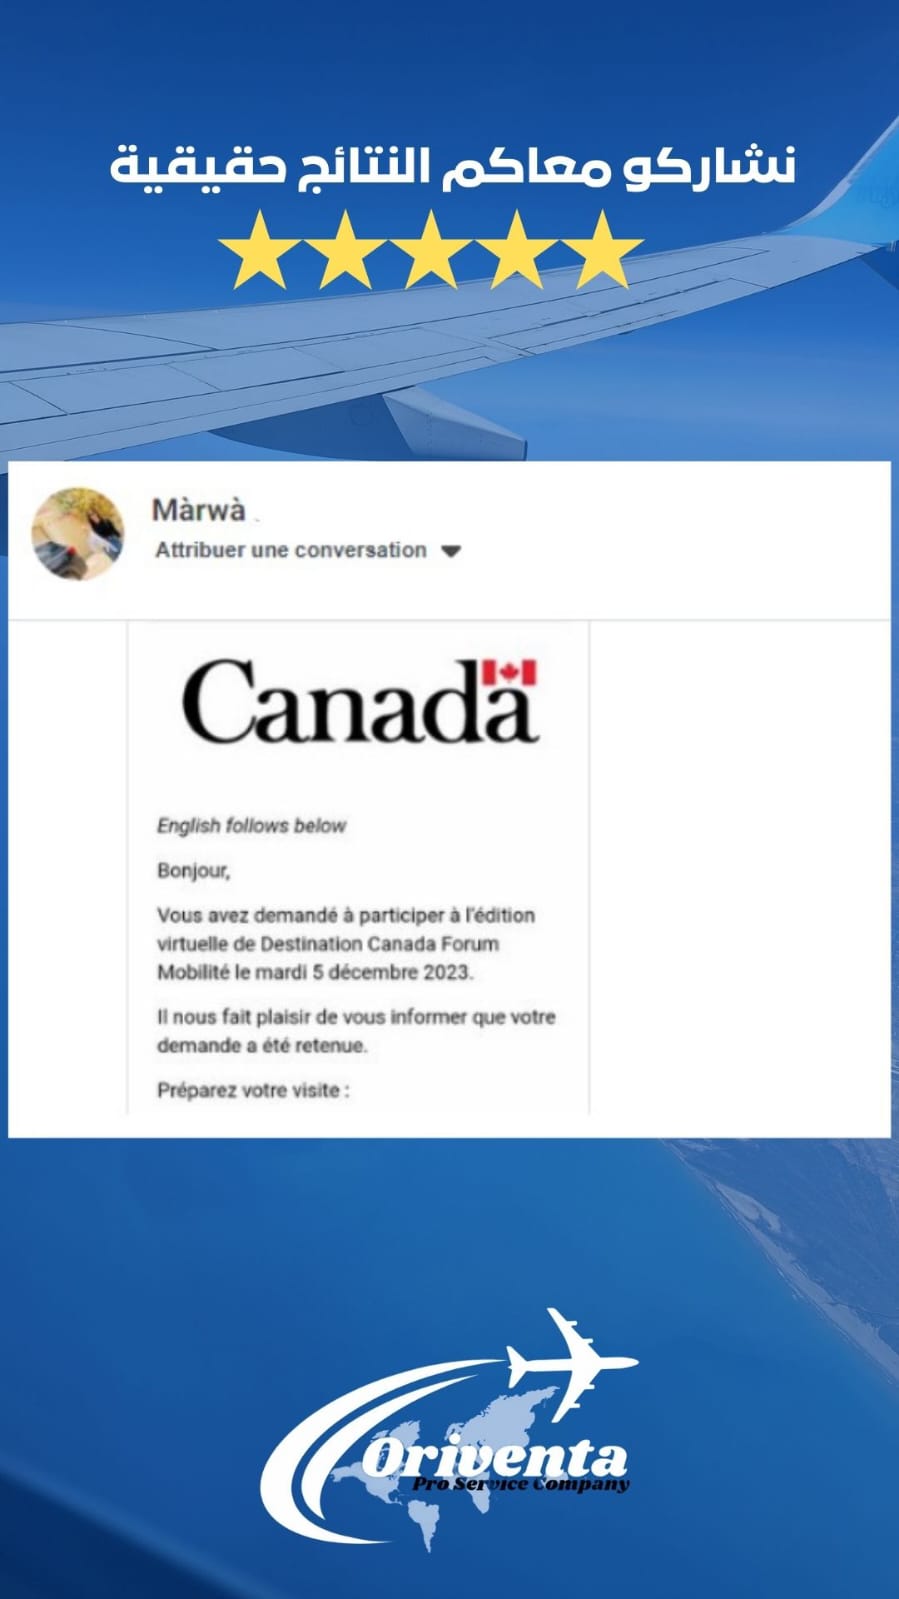 نشاركو معاكم النتائج حقيقية
Màrwà
Attribuer une conversation
Canada
English follows below
Bonjour,
Vous avez demandé à participer à l'édition
virtuelle de Destination Canada Forum
Mobilité le mardi 5 décembre 2023.
Il nous fait plaisir de vous informer que votre
demande a été retenue.
Préparez votre visite :
Oriventa
Pro Service Company